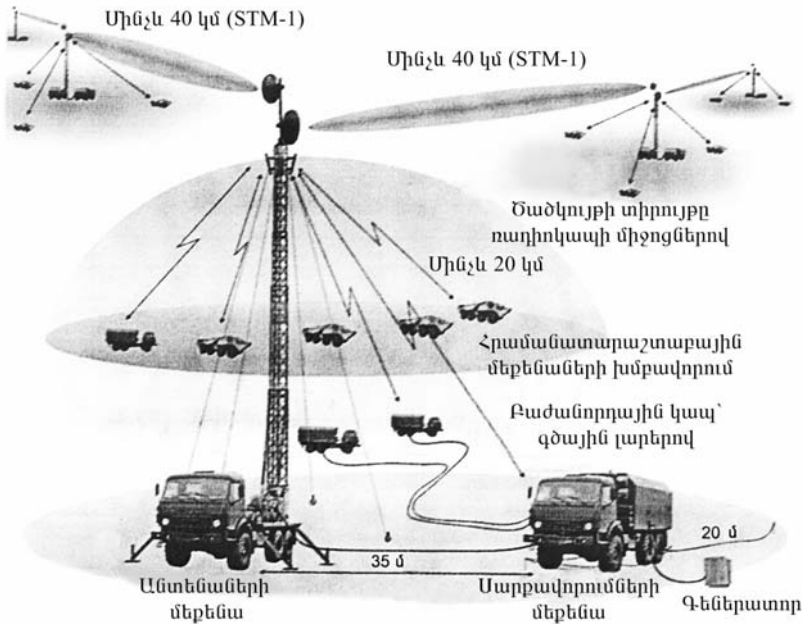 Մինչև 40 կմ (STM-1)
Մինչև 40 կմ (STM-1)
Ծածկույթի տիրույթը
ռադիոկապի միջոցներով
Մինչև 20 կմ
Հրամանատարաշտաբային
մեքենաների խմբավորում
Բաժանորդային կապ՝
գծային լարերով
35 մ
20 մ
Անտենաների
մեքենա
Սարքավորումների
մեքենա
Գեներատոր